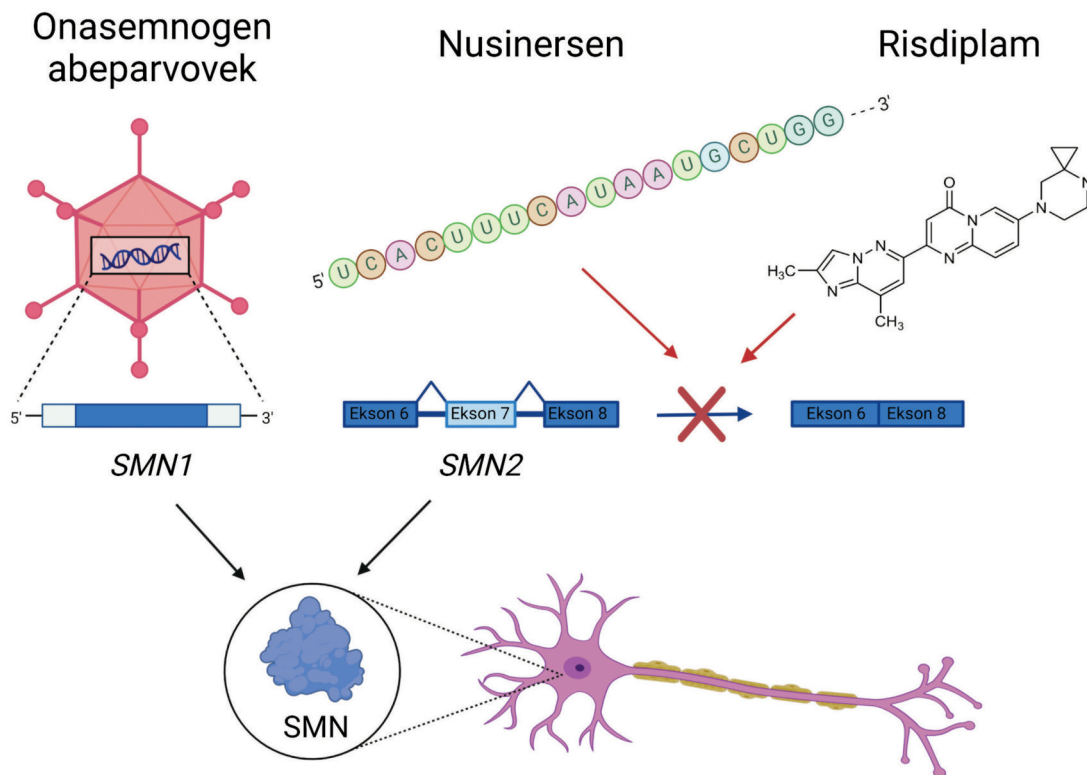 Onasemnogen
abeparvovek
Nusinersen
Risdiplam
5' U C A C U U U C A U A A U G C U G G 3'
O
N
N
N
N
N
N
N
H₃C
CH₃
5' 3'
Ekson 6 Ekson 7 Ekson 8
Ekson 6 Ekson 8
SMN1
SMN2
SMN